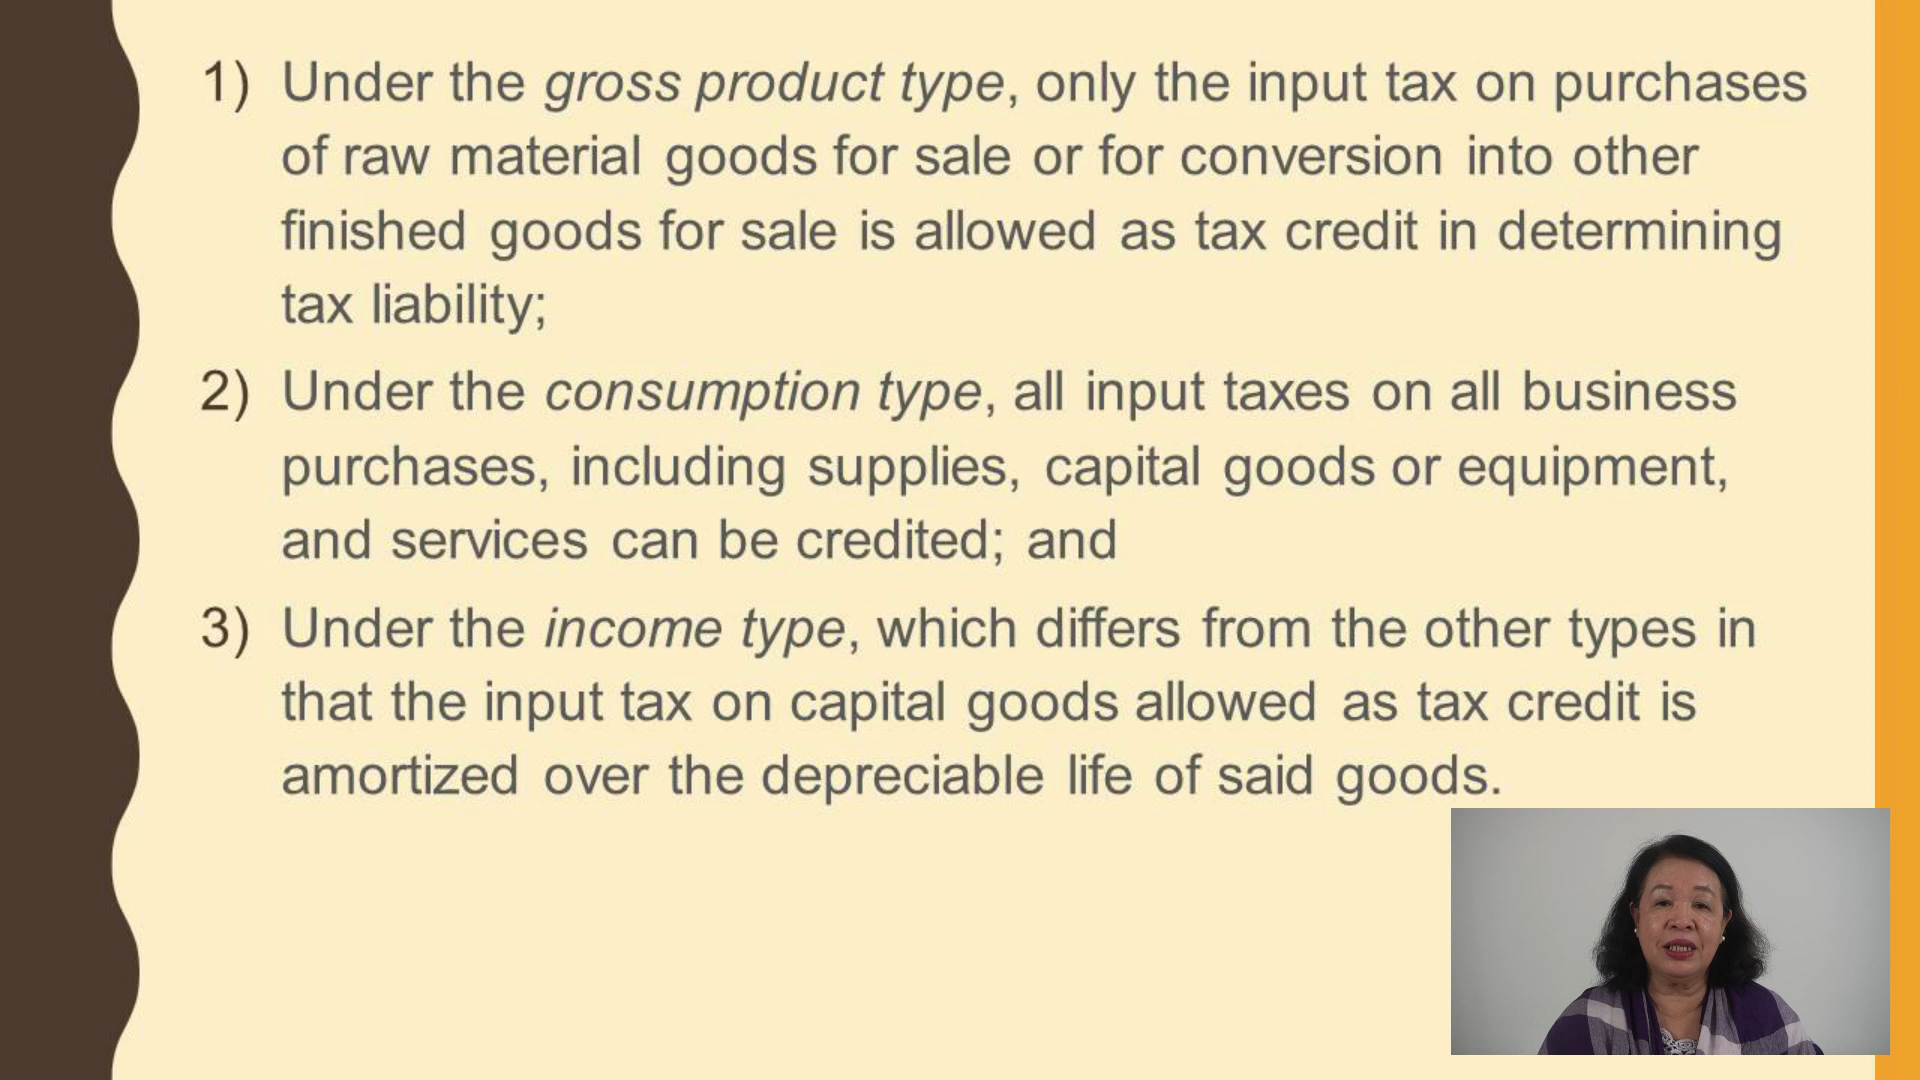 1) Under the gross product type, only the input tax on purchases
of raw material goods for sale or for conversion into other
finished goods for sale is allowed as tax credit in determining
tax liability;
2) Under the consumption type, all input taxes on all business
purchases, including supplies, capital goods or equipment,
and services can be credited; and
3) Under the income type, which differs from the other types in
that the input tax on capital goods allowed as tax credit is
amortized over the depreciable life of said goods.